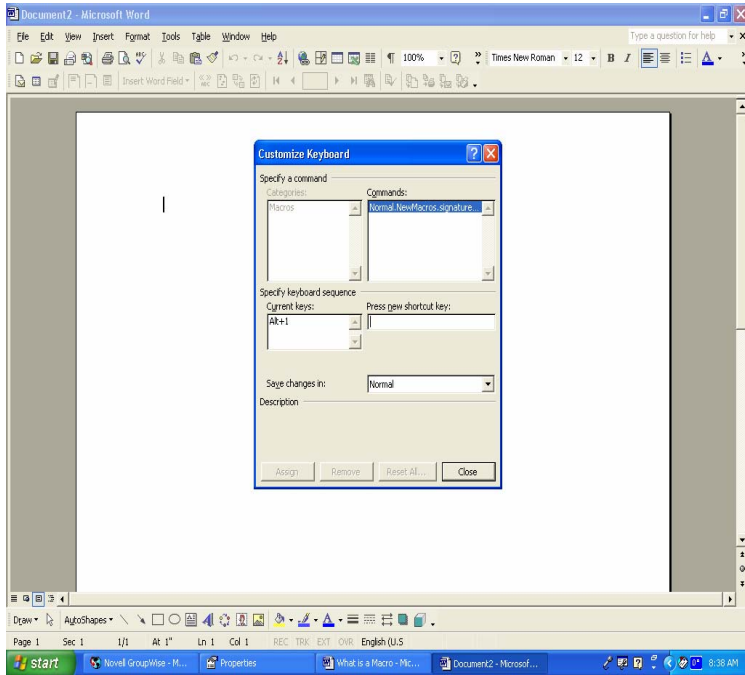 Document2 - Microsoft Word
File Edit View Insert Format Tools Table Window Help Type a question for help
100% Times New Roman 12 B I A
Insert Word Field
Customize Keyboard
Specify a command
Categories: Commands:
Macros Normal.NewMacros.signature...
Specify keyboard sequence
Current keys: Press new shortcut key:
Alt+1
Save changes in: Normal
Description
Assign Remove Reset All... Close
Draw AutoShapes
Page 1 Sec 1 1/1 At 1" Ln 1 Col 1 REC TRK EXT OVR English (U.S
start Novell GroupWise - M... Properties What is a Macro - Mic... Document2 - Microsof... 8:38 AM